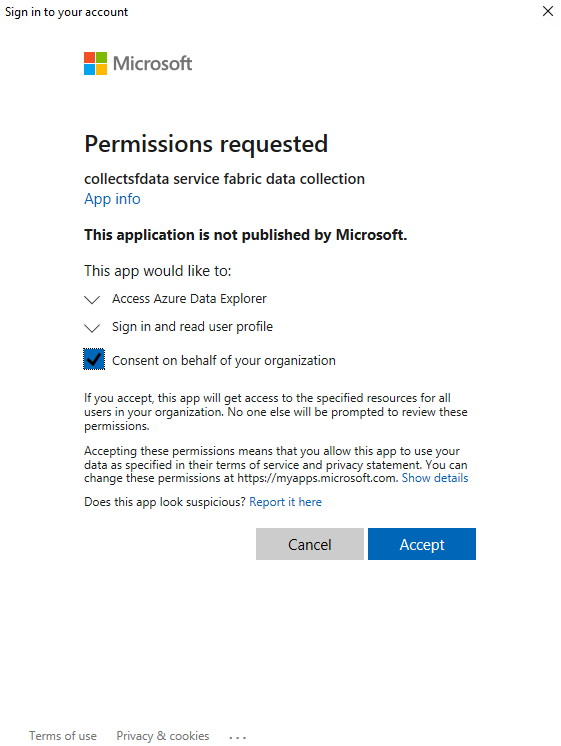 Sign in to your account
Microsoft
Permissions requested
collectsfdata service fabric data collection
App info
This application is not published by Microsoft.
This app would like to:
Access Azure Data Explorer
Sign in and read user profile
Consent on behalf of your organization
If you accept, this app will get access to the specified resources for all
users in your organization. No one else will be prompted to review these
permissions.
Accepting these permissions means that you allow this app to use your
data as specified in their terms of service and privacy statement. You can
change these permissions at https://myapps.microsoft.com. Show details
Does this app look suspicious? Report it here
Cancel
Accept
Terms of use
Privacy & cookies
...